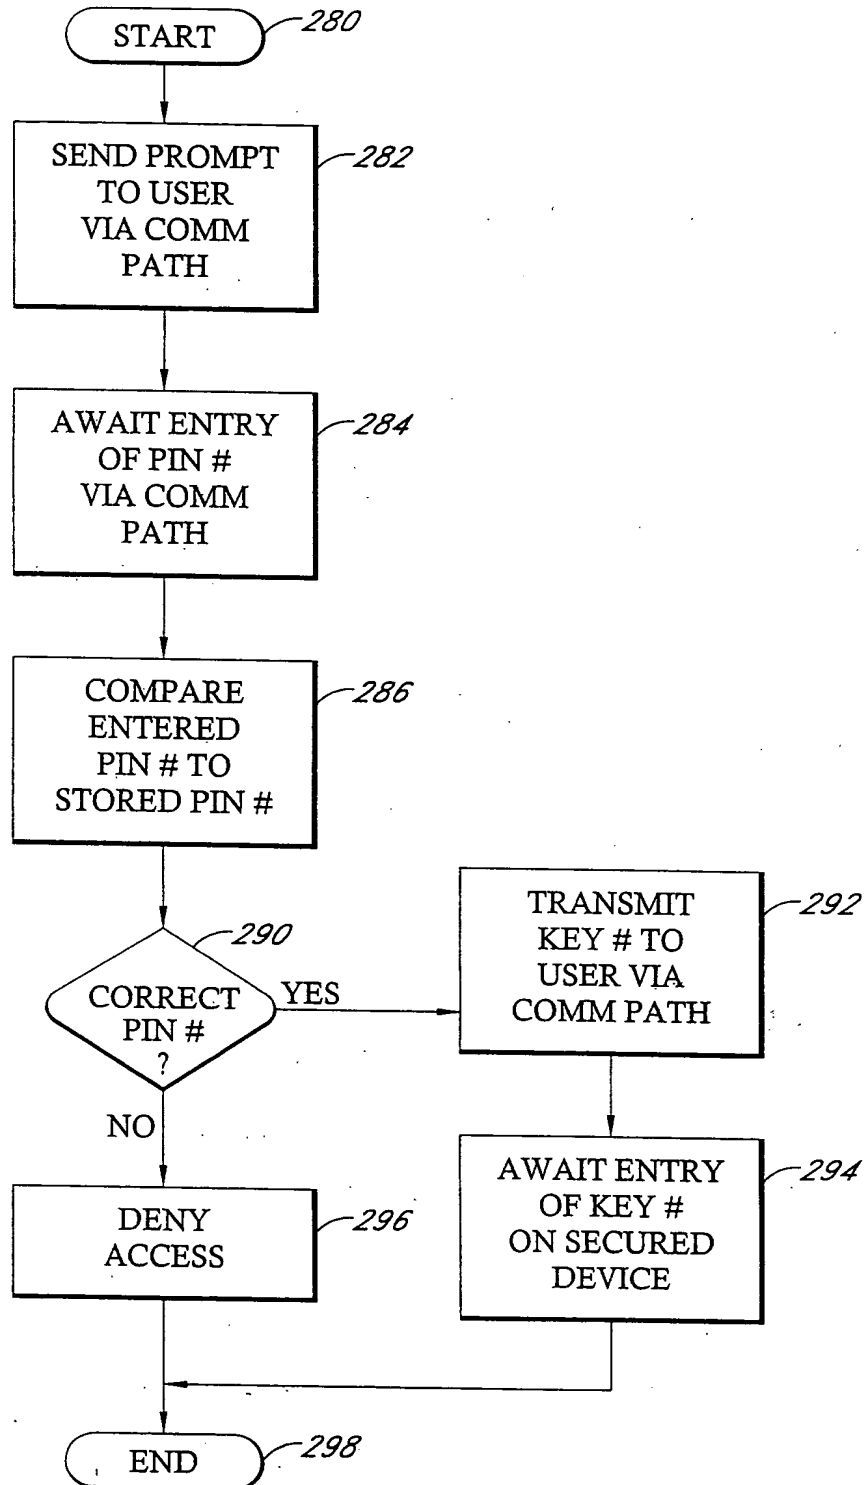 START
280
SEND PROMPT
TO USER
VIA COMM
PATH
282
AWAIT ENTRY
OF PIN #
VIA COMM
PATH
284
COMPARE
ENTERED
PIN # TO
STORED PIN #
286
290
CORRECT
PIN #
?
YES
NO
TRANSMIT
KEY # TO
USER VIA
COMM PATH
292
AWAIT ENTRY
OF KEY #
ON SECURED
DEVICE
294
DENY
ACCESS
296
END
298